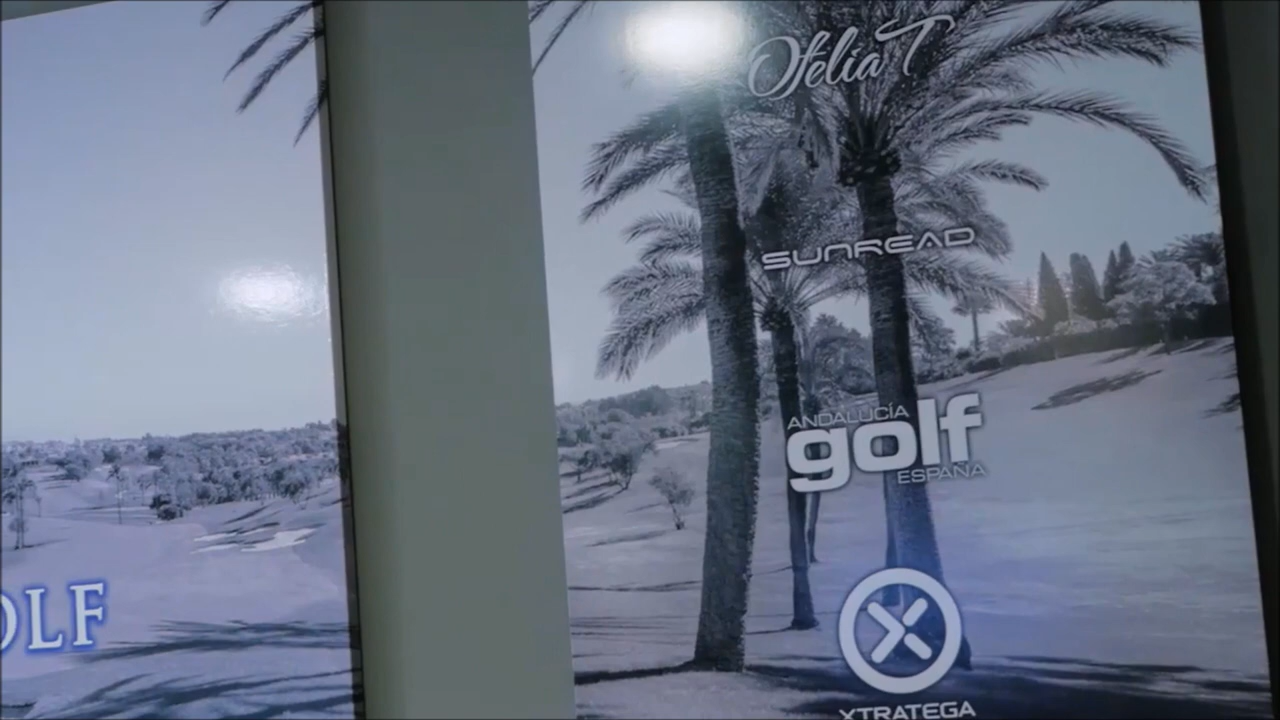 OLF
Ofelia T
SUNREAD
ANDALUCÍA
golf
ESPAÑA
XTRATEGA